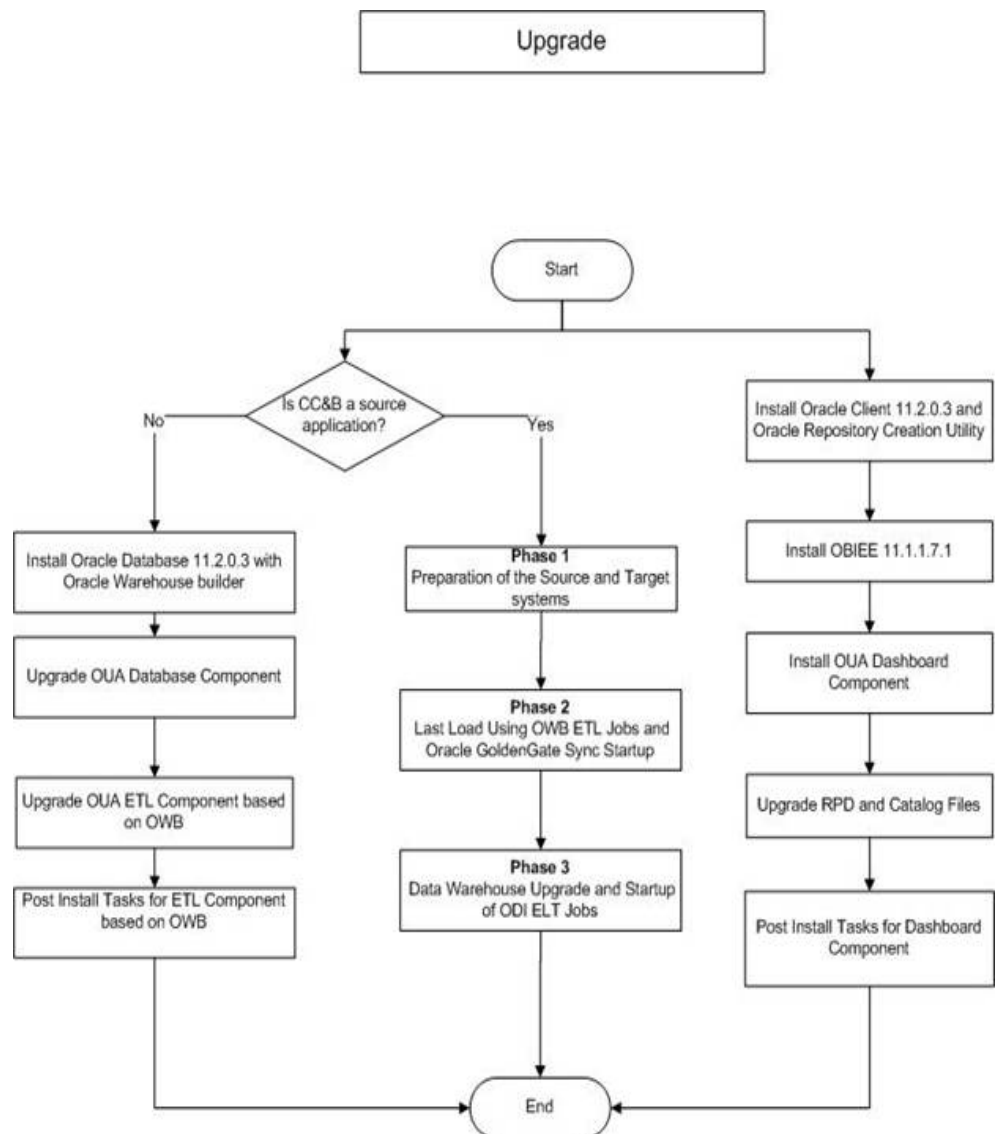 Upgrade
Start
Is CC&B a source
application?
No
Yes
Install Oracle Client 11.2.0.3 and
Oracle Repository Creation Utility
Install Oracle Database 11.2.0.3 with
Oracle Warehouse builder
Phase 1
Preparation of the Source and Target
systems
Install OBIEE 11.1.1.7.1
Upgrade OUA Database Component
Install OUA Dashboard
Component
Phase 2
Last Load Using OWB ETL Jobs and
Oracle GoldenGate Sync Startup
Upgrade OUA ETL Component based
on OWB
Upgrade RPD and Catalog Files
Phase 3
Data Warehouse Upgrade and Startup
of ODI ELT Jobs
Post Install Tasks for ETL Component
based on OWB
Post Install Tasks for Dashboard
Component
End